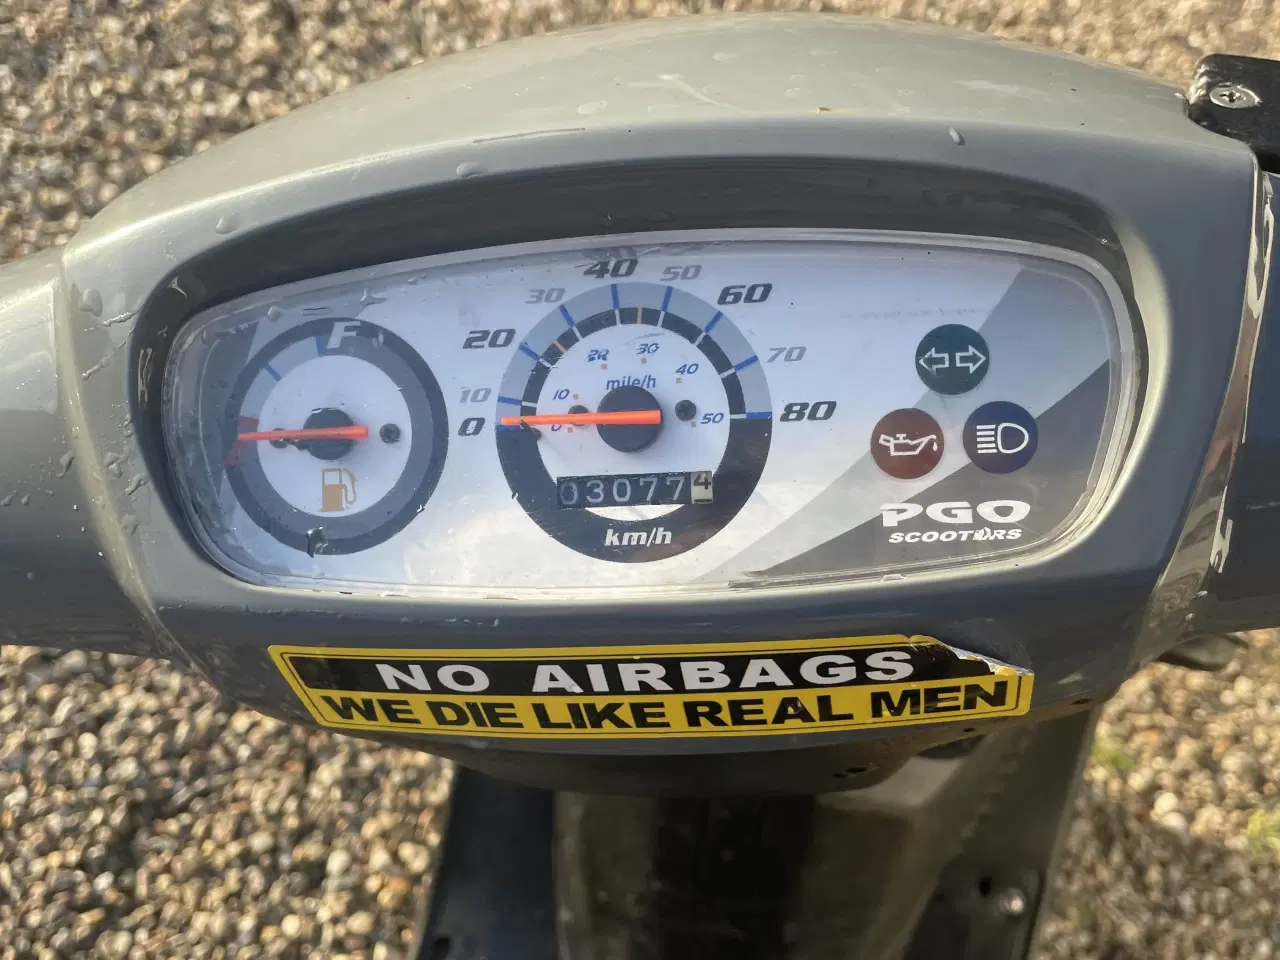 F
0 10 20 30 40 50 60 70 80
0 10 20 30 40 50
mile/h
030774
km/h
PGO
SCOOTERS
NO AIRBAGS
WE DIE LIKE REAL MEN